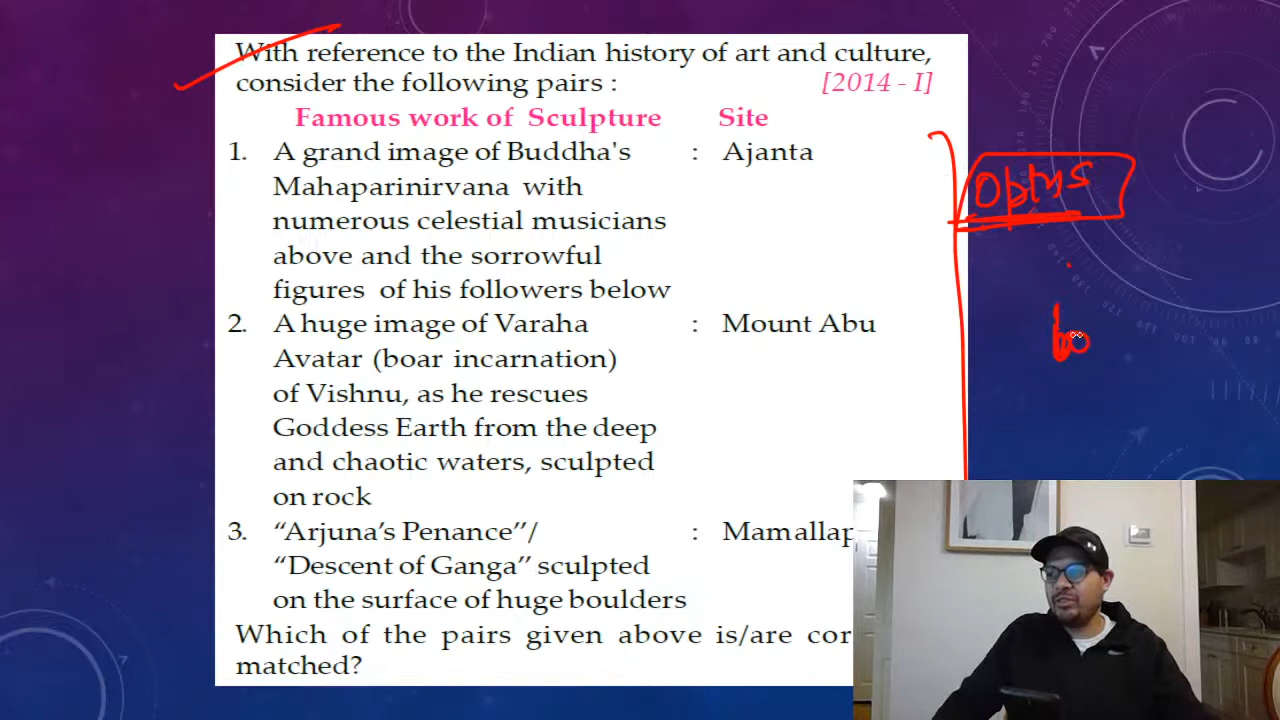 With reference to the Indian history of art and culture,
consider the following pairs : [2014 - I]
Famous work of Sculpture Site
1. A grand image of Buddha's : Ajanta
Mahaparinirvana with
numerous celestial musicians
above and the sorrowful
figures of his followers below
2. A huge image of Varaha : Mount Abu
Avatar (boar incarnation)
of Vishnu, as he rescues
Goddess Earth from the deep
and chaotic waters, sculpted
on rock
3. “Arjuna’s Penance”/ : Mamallap
“Descent of Ganga” sculpted
on the surface of huge boulders
Which of the pairs given above is/are cor
matched?